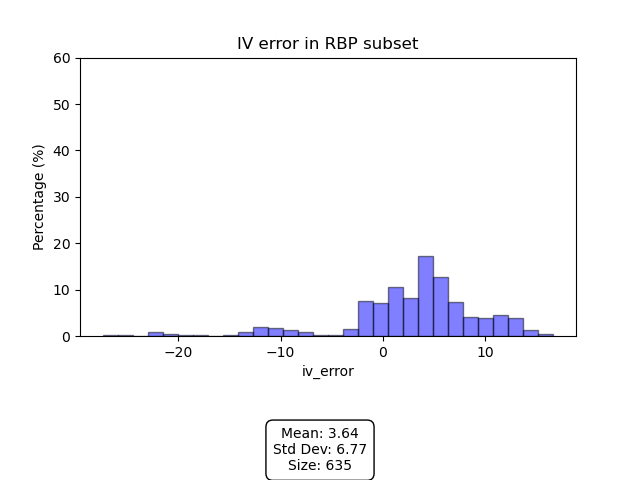 IV error in RBP subset
60
50
40
30
20
10
0
Percentage (%)
−20
−10
0
10
iv_error
Mean: 3.64
Std Dev: 6.77
Size: 635